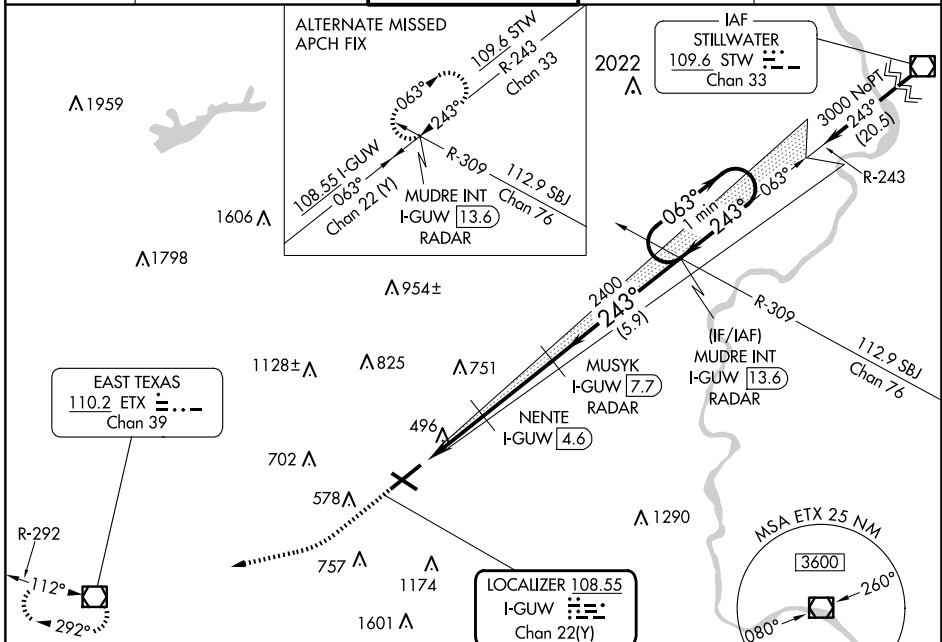 ALTERNATE MISSED
APCH FIX
109.6 STW
R-243
Chan 33
063°
243°
108.55 I-GUW
063°
Chan 22 (Y)
R-309
112.9 SBJ
Chan 76
MUDRE INT
I-GUW 13.6
RADAR
IAF
STILLWATER
109.6 STW
Chan 33
2022
1959
3000 NoPT
243°
(20.5)
R-243
063°
063°
1 min
243°
1606
1798
954±
2400
243°
(5.9)
R-309
112.9 SBJ
Chan 76
(IF/IAF)
MUDRE INT
I-GUW 13.6
RADAR
1128±
825
751
MUSYK
I-GUW 7.7
RADAR
EAST TEXAS
110.2 ETX
Chan 39
NENTE
I-GUW 4.6
496
702
578
1290
R-292
112°
292°
757
1174
1601
LOCALIZER 108.55
I-GUW
Chan 22(Y)
MSA ETX 25 NM
3600
260°
080°